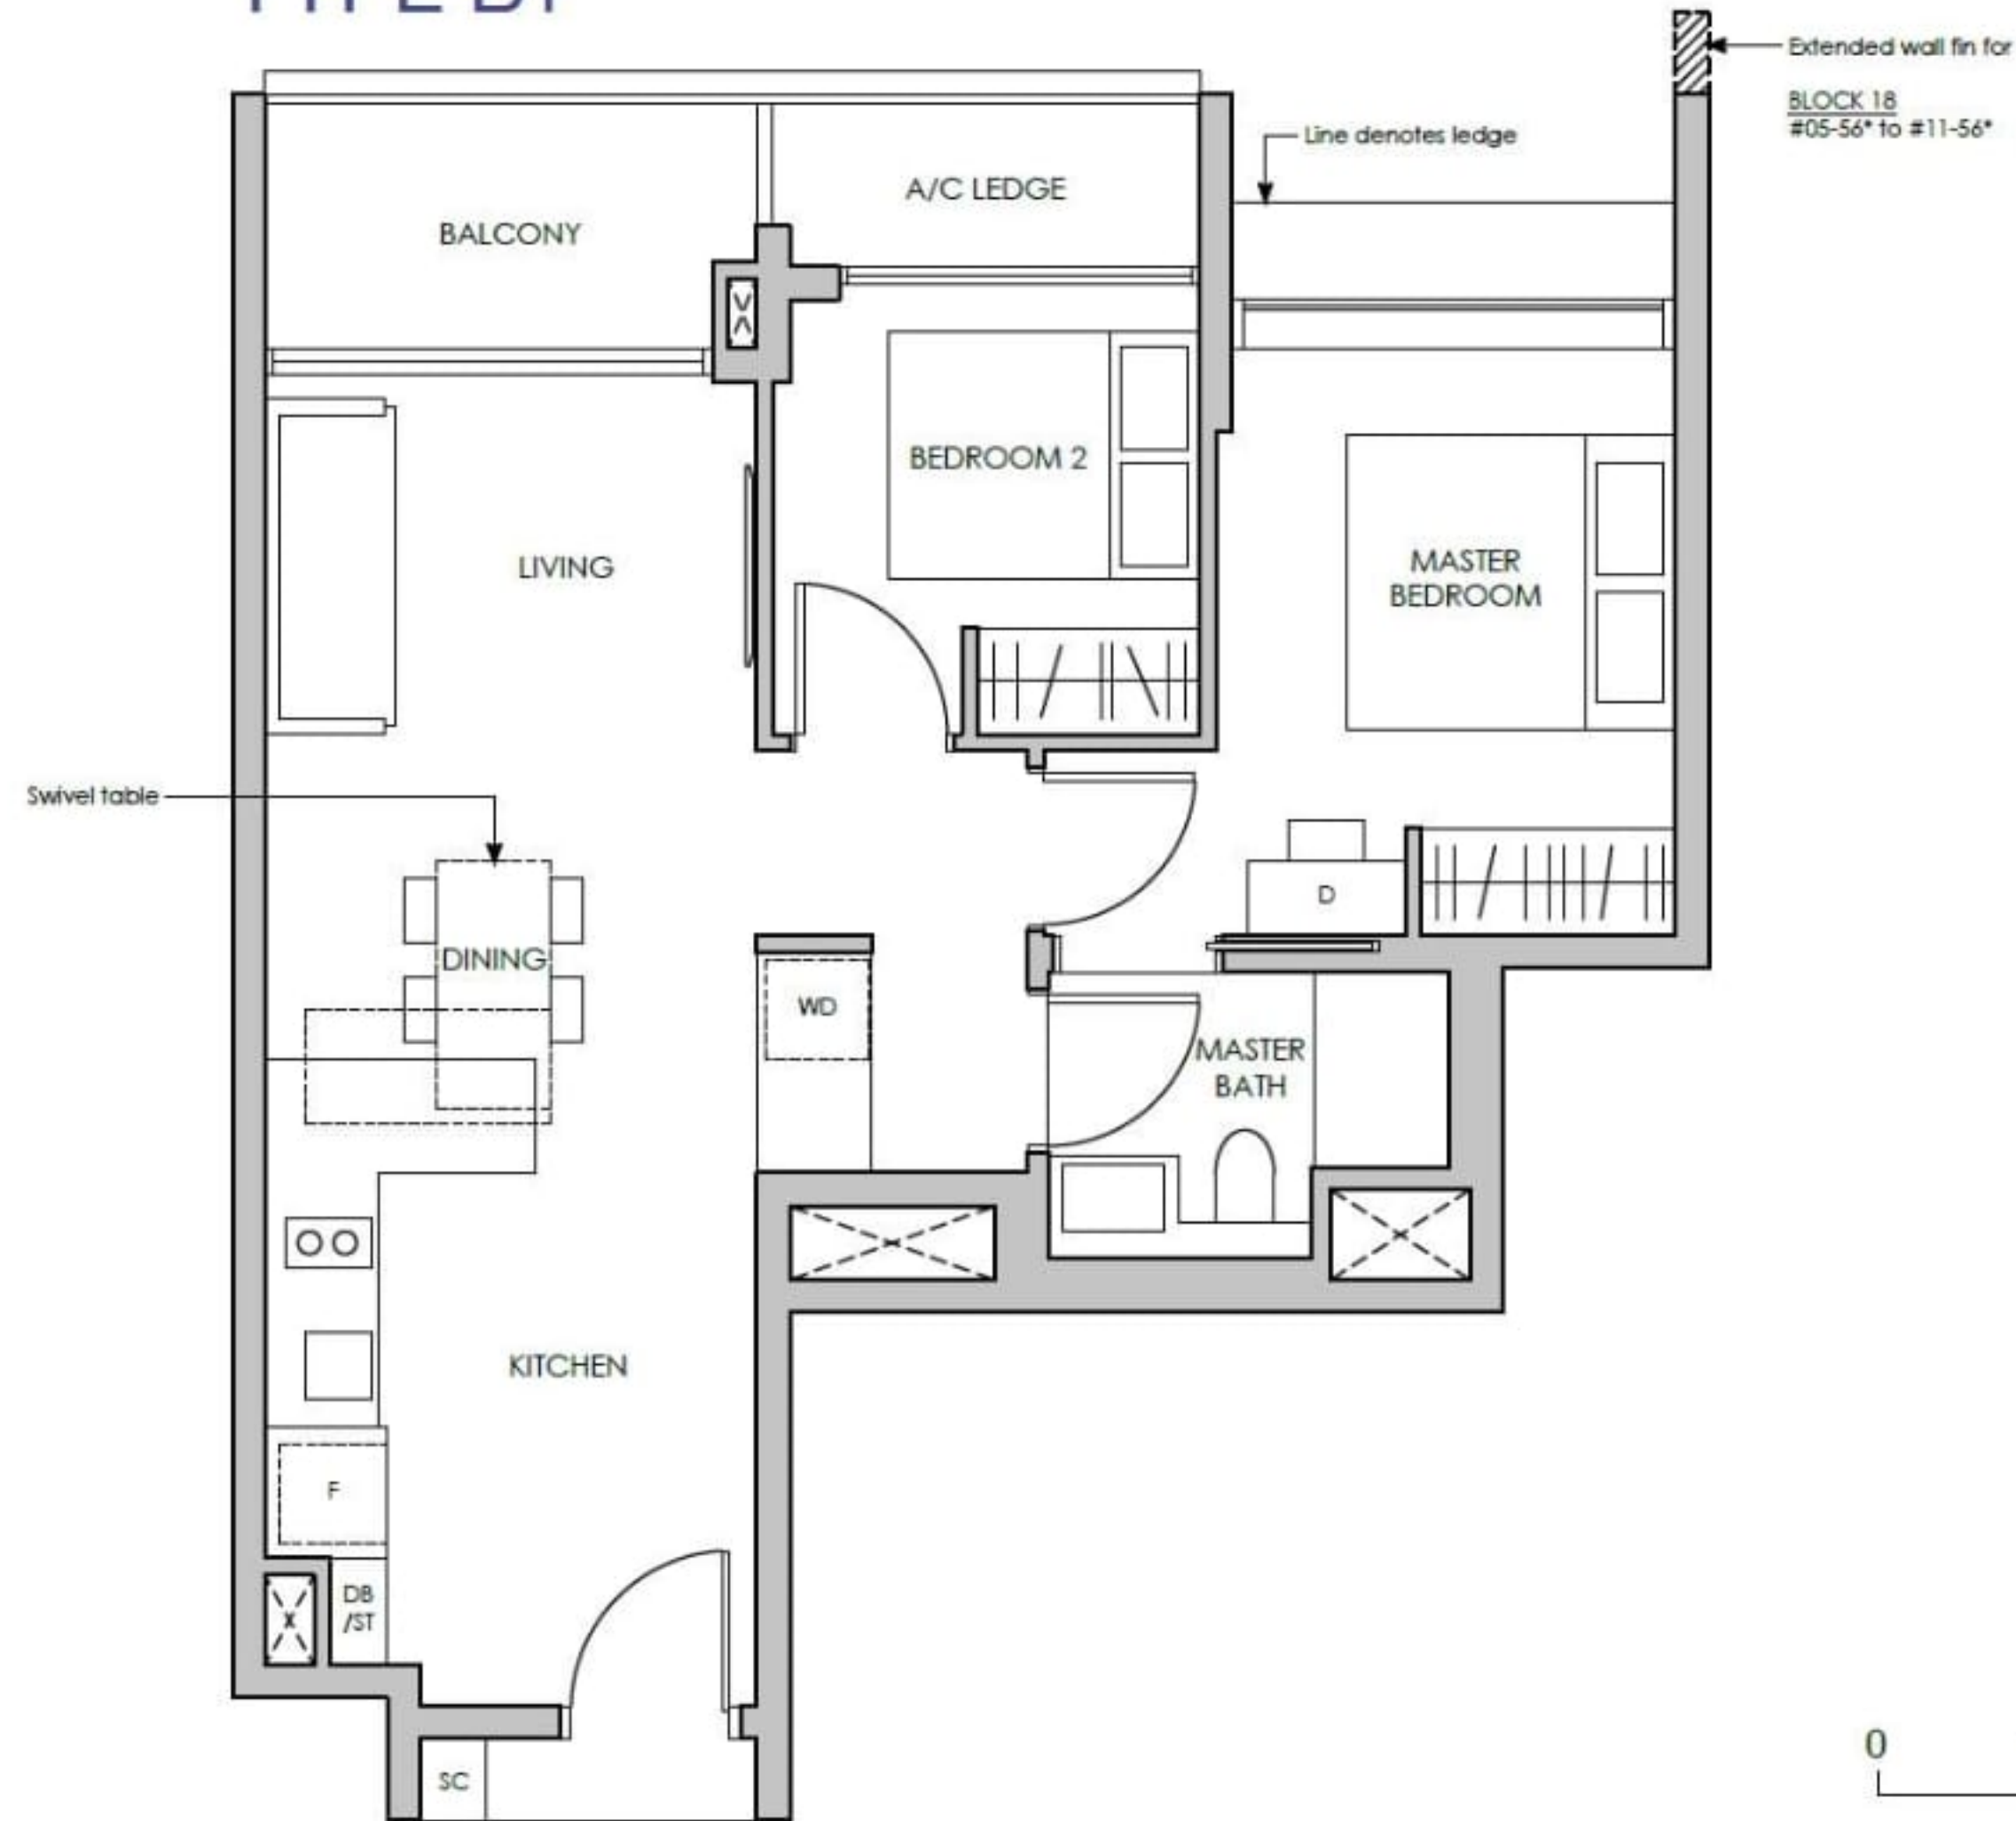 Extended wall fin for
BLOCK 18
#05-56* to #11-56*
Line denotes ledge
A/C LEDGE
BALCONY
BEDROOM 2
LIVING
MASTER
BEDROOM
Swivel table
D
DINING
WD
MASTER
BATH
KITCHEN
F
DB
/ST
SC
0